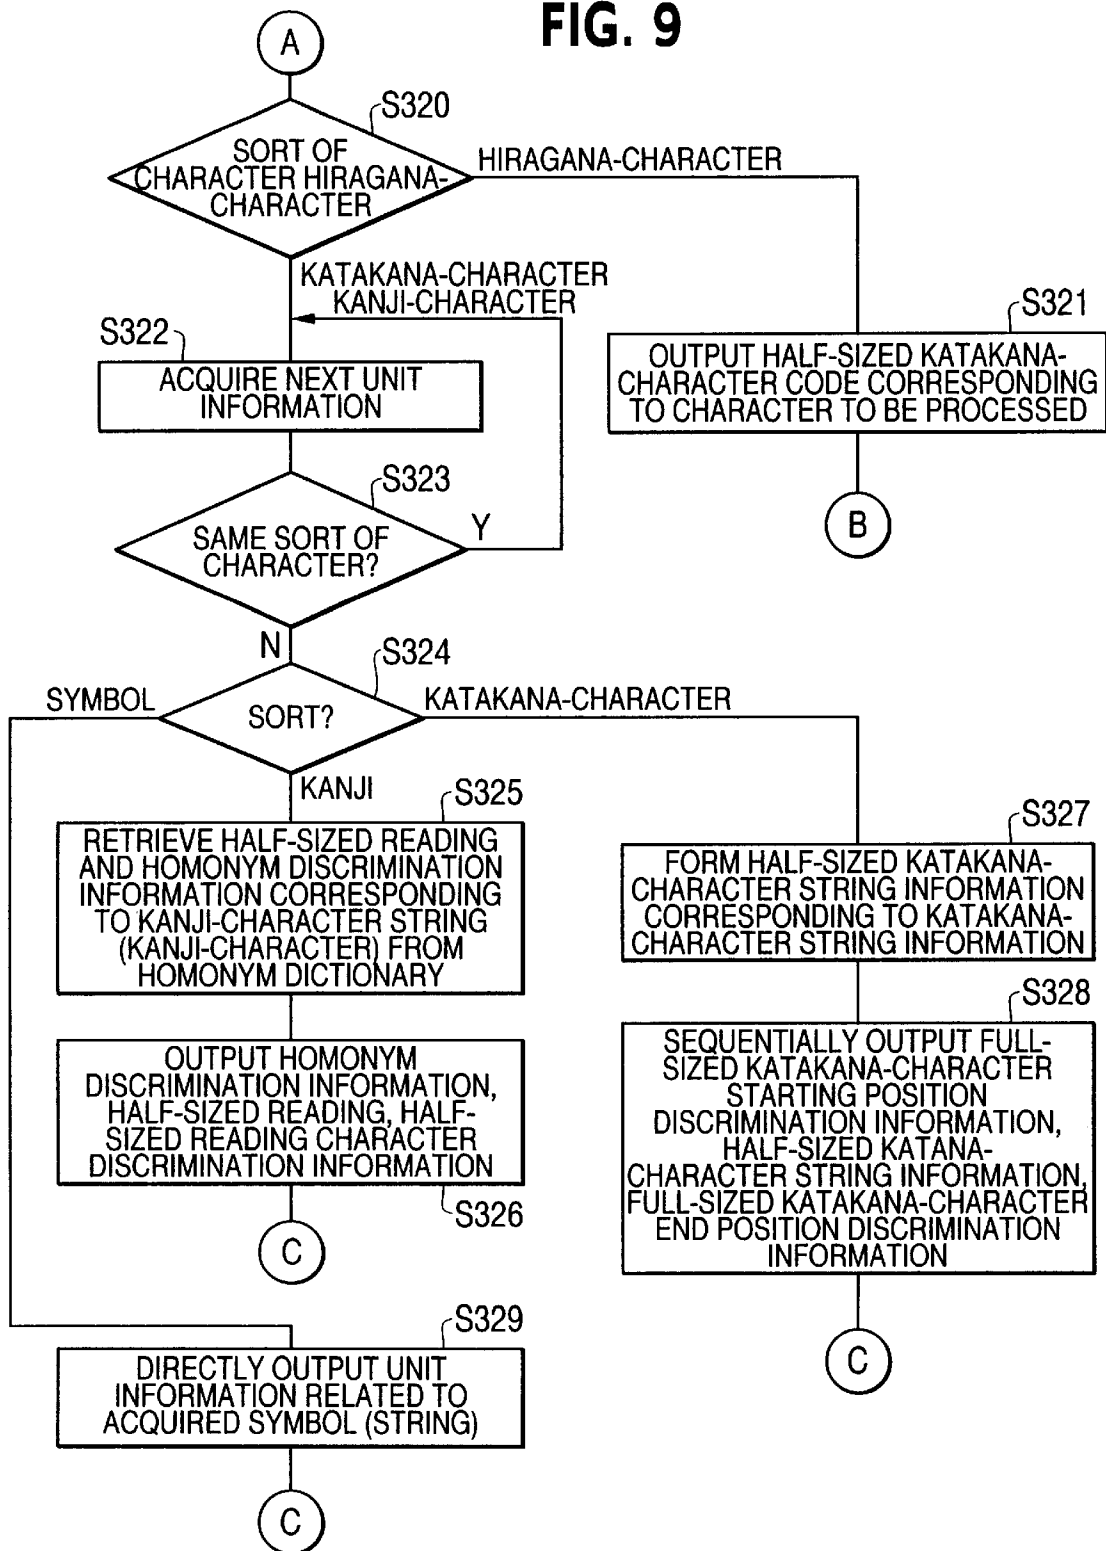 FIG. 9
A
S320
SORT OF
CHARACTER HIRAGANA-
CHARACTER
HIRAGANA-CHARACTER
KATAKANA-CHARACTER
KANJI-CHARACTER
S321
OUTPUT HALF-SIZED KATAKANA-
CHARACTER CODE CORRESPONDING
TO CHARACTER TO BE PROCESSED
B
S322
ACQUIRE NEXT UNIT
INFORMATION
S323
SAME SORT OF
CHARACTER?
Y
N
S324
SORT?
SYMBOL
KATAKANA-CHARACTER
KANJI
S325
RETRIEVE HALF-SIZED READING
AND HOMONYM DISCRIMINATION
INFORMATION CORRESPONDING
TO KANJI-CHARACTER STRING
(KANJI-CHARACTER) FROM
HOMONYM DICTIONARY
OUTPUT HOMONYM
DISCRIMINATION INFORMATION,
HALF-SIZED READING, HALF-
SIZED READING CHARACTER
DISCRIMINATION INFORMATION
S326
C
S327
FORM HALF-SIZED KATAKANA-
CHARACTER STRING INFORMATION
CORRESPONDING TO KATAKANA-
CHARACTER STRING INFORMATION
S328
SEQUENTIALLY OUTPUT FULL-
SIZED KATAKANA-CHARACTER
STARTING POSITION
DISCRIMINATION INFORMATION,
HALF-SIZED KATANA-
CHARACTER STRING INFORMATION,
FULL-SIZED KATAKANA-CHARACTER
END POSITION DISCRIMINATION
INFORMATION
C
S329
DIRECTLY OUTPUT UNIT
INFORMATION RELATED TO
ACQUIRED SYMBOL (STRING)
C